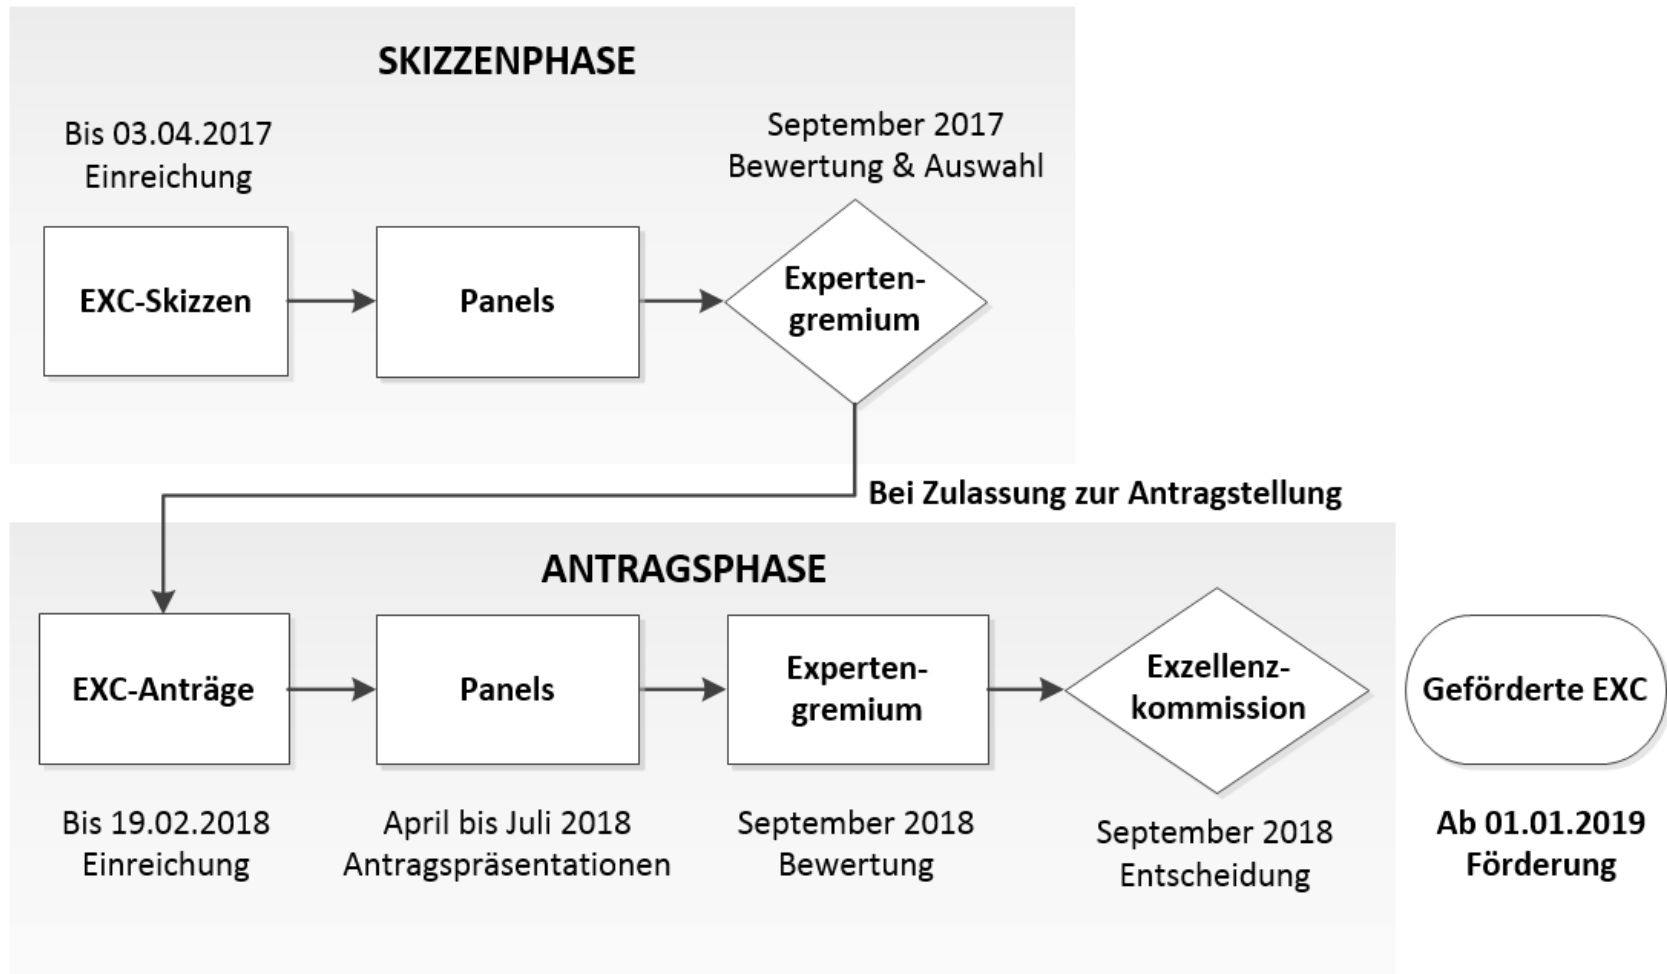 SKIZZENPHASE
Bis 03.04.2017
Einreichung
September 2017
Bewertung & Auswahl
EXC-Skizzen
Panels
Experten-
gremium
Bei Zulassung zur Antragstellung
ANTRAGSPHASE
EXC-Anträge
Panels
Experten-
gremium
Exzellenz-
kommission
Geförderte EXC
Bis 19.02.2018
Einreichung
April bis Juli 2018
Antragspräsentationen
September 2018
Bewertung
September 2018
Entscheidung
Ab 01.01.2019
Förderung